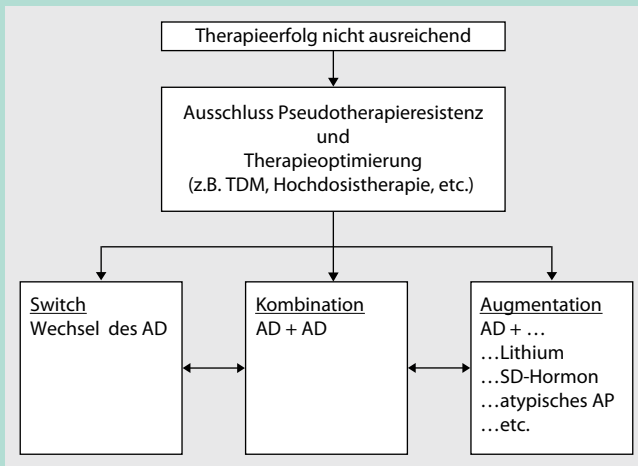 Therapieerfolg nicht ausreichend
Ausschluss Pseudotherapieresistenz
und
Therapieoptimierung
(z.B. TDM, Hochdosistherapie, etc.)
Switch
Wechsel des AD
Kombination
AD + AD
Augmentation
AD + …
…Lithium
…SD-Hormon
…atypisches AP
…etc.